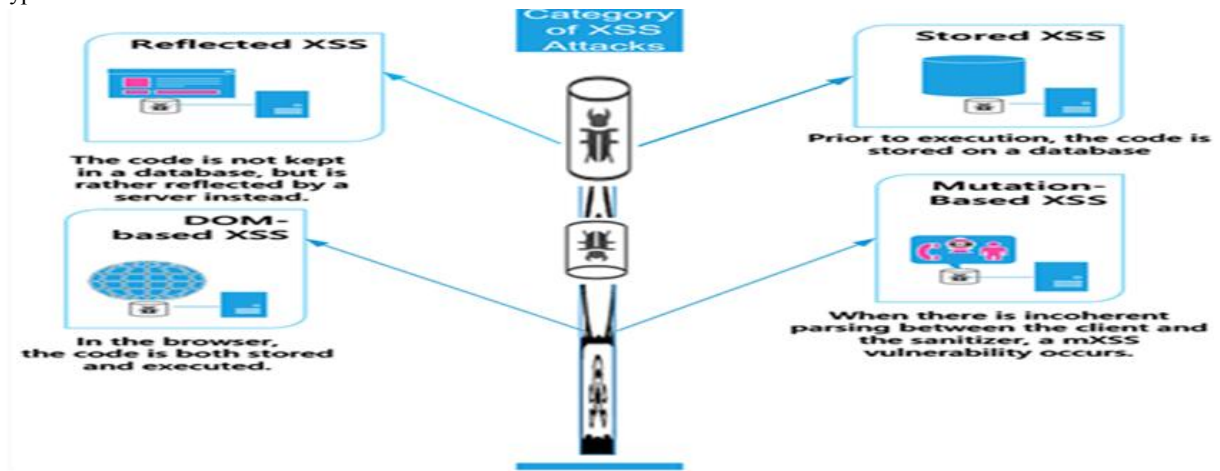 Category
of XSS
Attacks
Reflected XSS
The code is not kept
in a database, but is
rather reflected by a
server instead.
Stored XSS
Prior to execution, the code is
stored on a database
DOM-
based XSS
In the browser,
the code is both stored
and executed.
Mutation-
Based XSS
When there is incoherent
parsing between the client and
the sanitizer, a mXSS
vulnerability occurs.